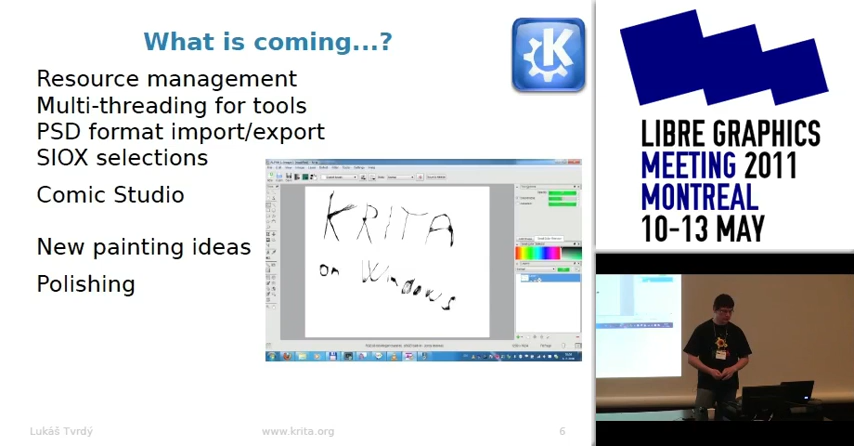 What is coming...?
Resource management
Multi-threading for tools
PSD format import/export
SIOX selections
Comic Studio
New painting ideas
Polishing
KRITA
on Windows
Lukáš Tvrdý
www.krita.org
6
K
LIBRE GRAPHICS
MEETING 2011
MONTREAL
10-13 MAY